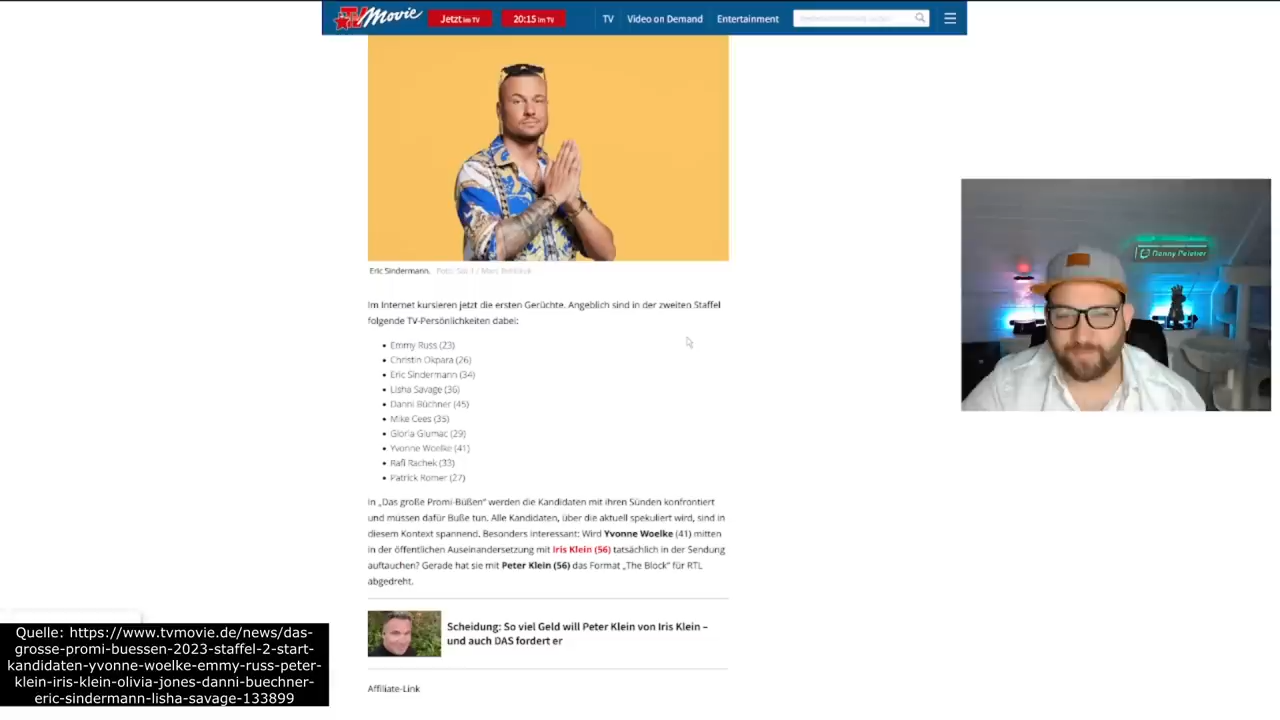 TV Movie
Jetzt im TV
20:15 im TV
TV
Video on Demand
Entertainment
Eric Sindermann.
Im Internet kursieren jetzt die ersten Gerüchte. Angeblich sind in der zweiten Staffel
folgende TV-Persönlichkeiten dabei:
Emmy Russ (23)
Christin Okpara (26)
Eric Sindermann (34)
Lisha Savage (36)
Danni Büchner (45)
Mike Cees (35)
Gloria Glumac (29)
Yvonne Woelke (41)
Rafi Rachek (33)
Patrick Romer (27)
In „Das große Promi-Büßen" werden die Kandidaten mit ihren Sünden konfrontiert
und müssen dafür Buße tun. Alle Kandidaten, über die aktuell spekuliert wird, sind in
diesem Kontext spannend. Besonders interessant: Wird Yvonne Woelke (41) mitten
in der öffentlichen Auseinandersetzung mit Iris Klein (56) tatsächlich in der Sendung
auftauchen? Gerade hat sie mit Peter Klein (56) das Format „The Block" für RTL
abgedreht.
Scheidung: So viel Geld will Peter Klein von Iris Klein –
und auch DAS fordert er
Affiliate-Link
Quelle: https://www.tvmovie.de/news/das-
grosse-promi-buessen-2023-staffel-2-start-
kandidaten-yvonne-woelke-emmy-russ-peter-
klein-iris-klein-olivia-jones-danni-buechner-
eric-sindermann-lisha-savage-133899